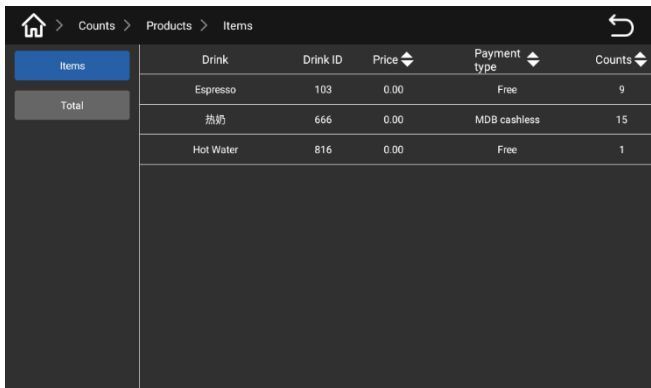 Counts > Products > Items
Items
Total
Drink Drink ID Price Payment type Counts
Espresso 103 0.00 Free 9
热奶 666 0.00 MDB cashless 15
Hot Water 816 0.00 Free 1